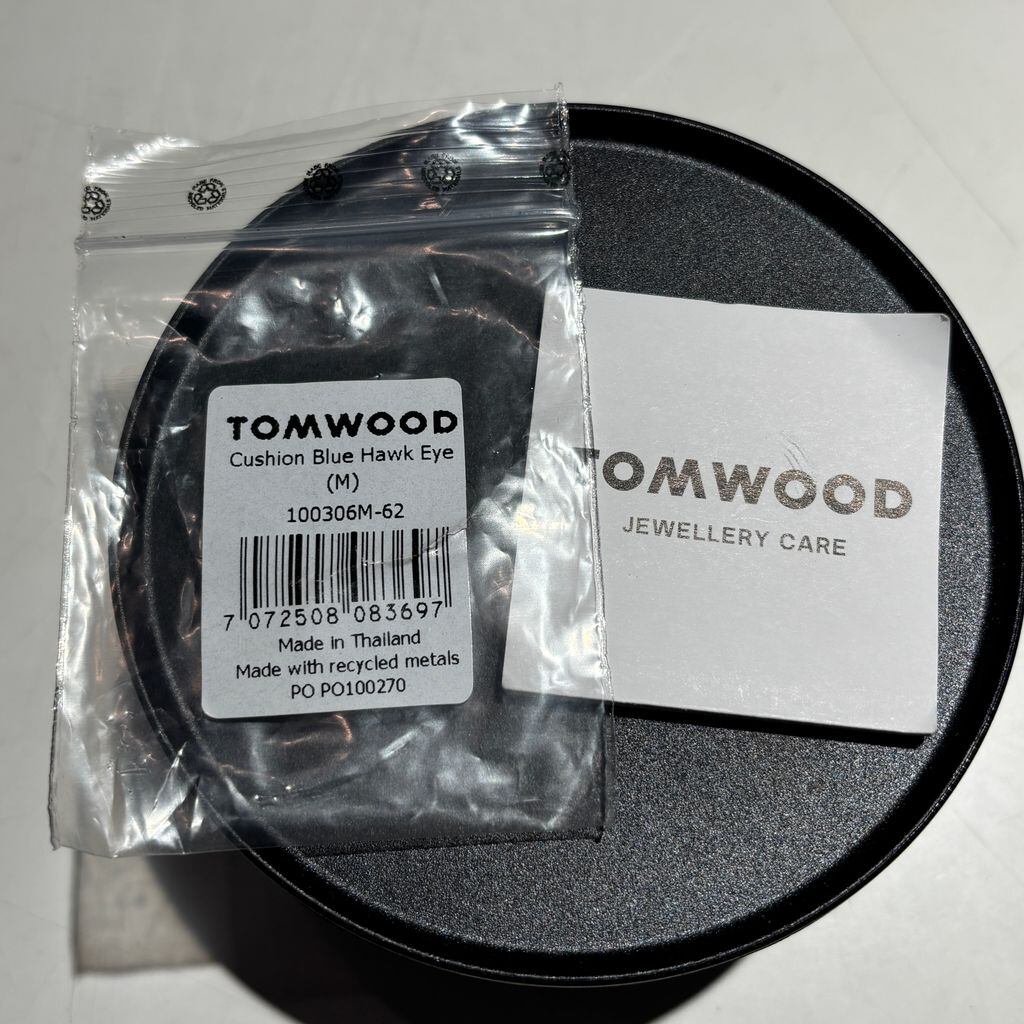 TOMWOOD
Cushion Blue Hawk Eye
(M)
100306M-62
7 072508 083697
Made in Thailand
Made with recycled metals
PO PO100270
TOMWOOD
JEWELLERY CARE